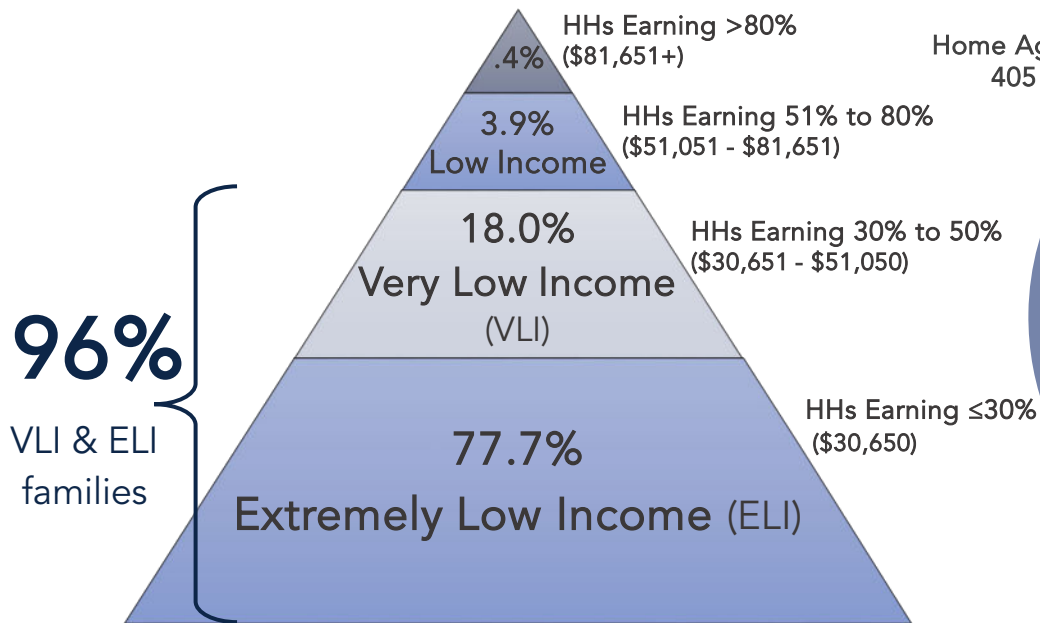 .4%
HHs Earning >80%
($81,651+)
Home Ag
405
3.9%
Low Income
HHs Earning 51% to 80%
($51,051 - $81,651)
18.0%
Very Low Income
(VLI)
HHs Earning 30% to 50%
($30,651 - $51,050)
96%
VLI & ELI
families
77.7%
Extremely Low Income (ELI)
HHs Earning ≤30%
($30,650)